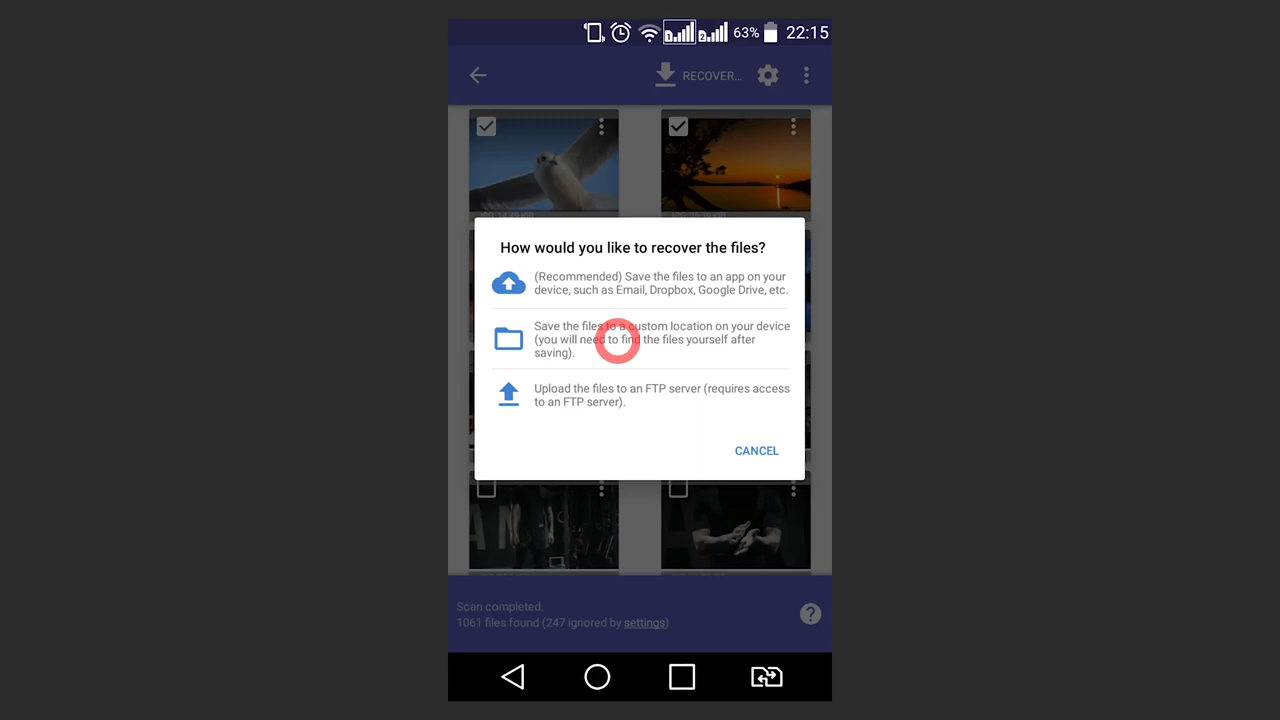 1 2 63% 22:15
RECOVER...
How would you like to recover the files?
(Recommended) Save the files to an app on your
device, such as Email, Dropbox, Google Drive, etc.
Save the files to a custom location on your device
(you will need to find the files yourself after
saving).
Upload the files to an FTP server (requires access
to an FTP server).
CANCEL
Scan completed.
1061 files found (247 ignored by settings)
?